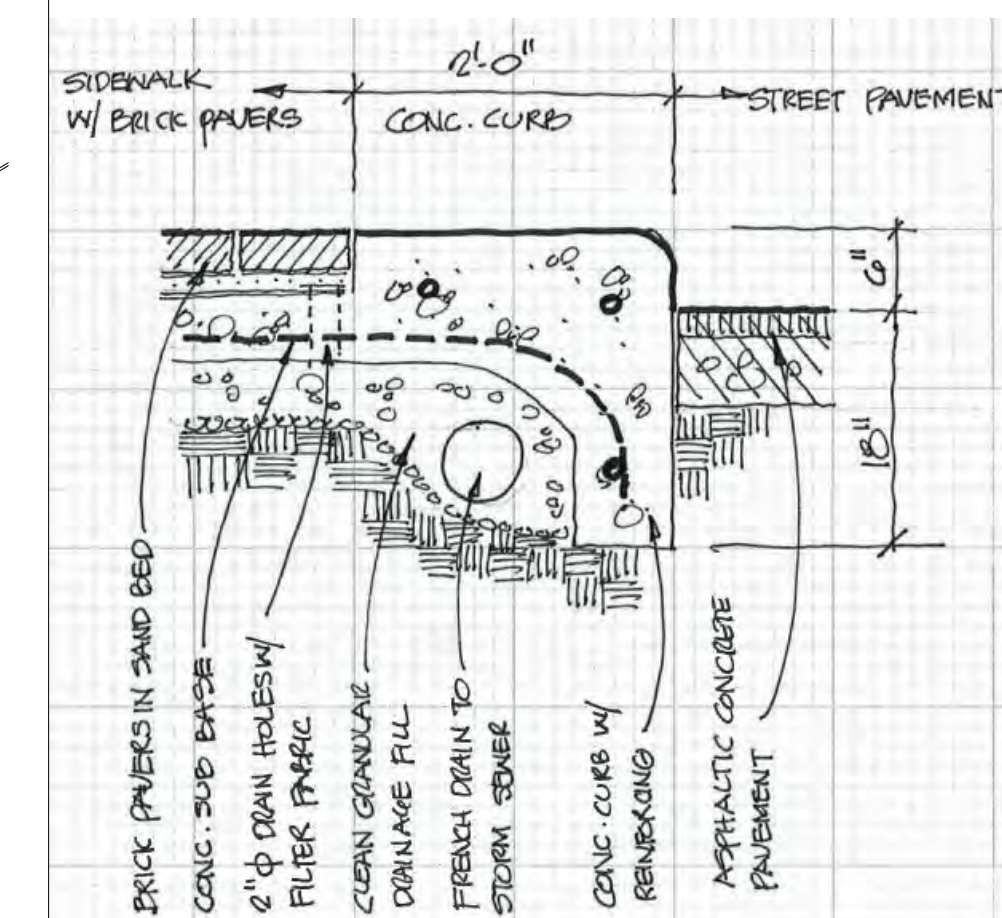 2'-0"
SIDEWALK
W/ BRICK PAVERS
CONC. CURB
STREET PAVEMENT
6"
18"
BRICK PAVERS IN SAND BED
CONC. SUB BASE
2" Φ DRAIN HOLES W/
FILTER FABRIC
CLEAN GRANULAR
DRAINAGE FILL
FRENCH DRAIN TO
STORM SEWER
CONC. CURB W/
REINFORCING
ASPHALTIC CONCRETE
PAVEMENT